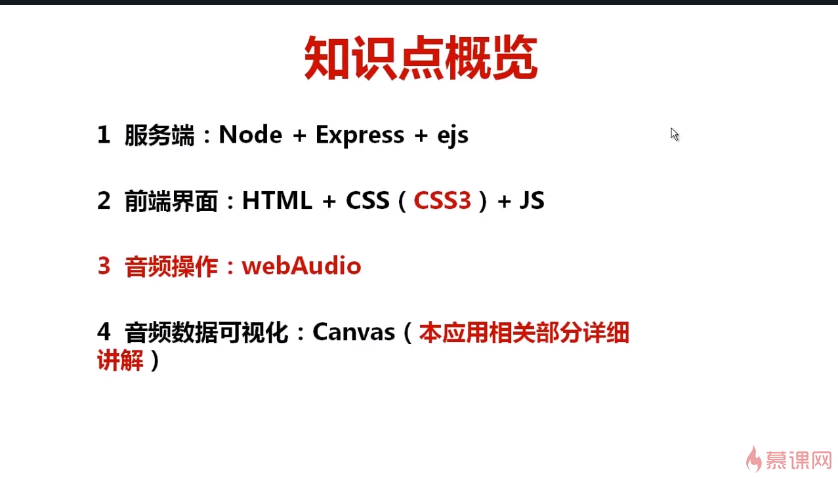 知识点概览
1 服务端：Node + Express + ejs
2 前端界面：HTML + CSS（CSS3）+ JS
3 音频操作：webAudio
4 音频数据可视化：Canvas（本应用相关部分详细
讲解）
慕课网